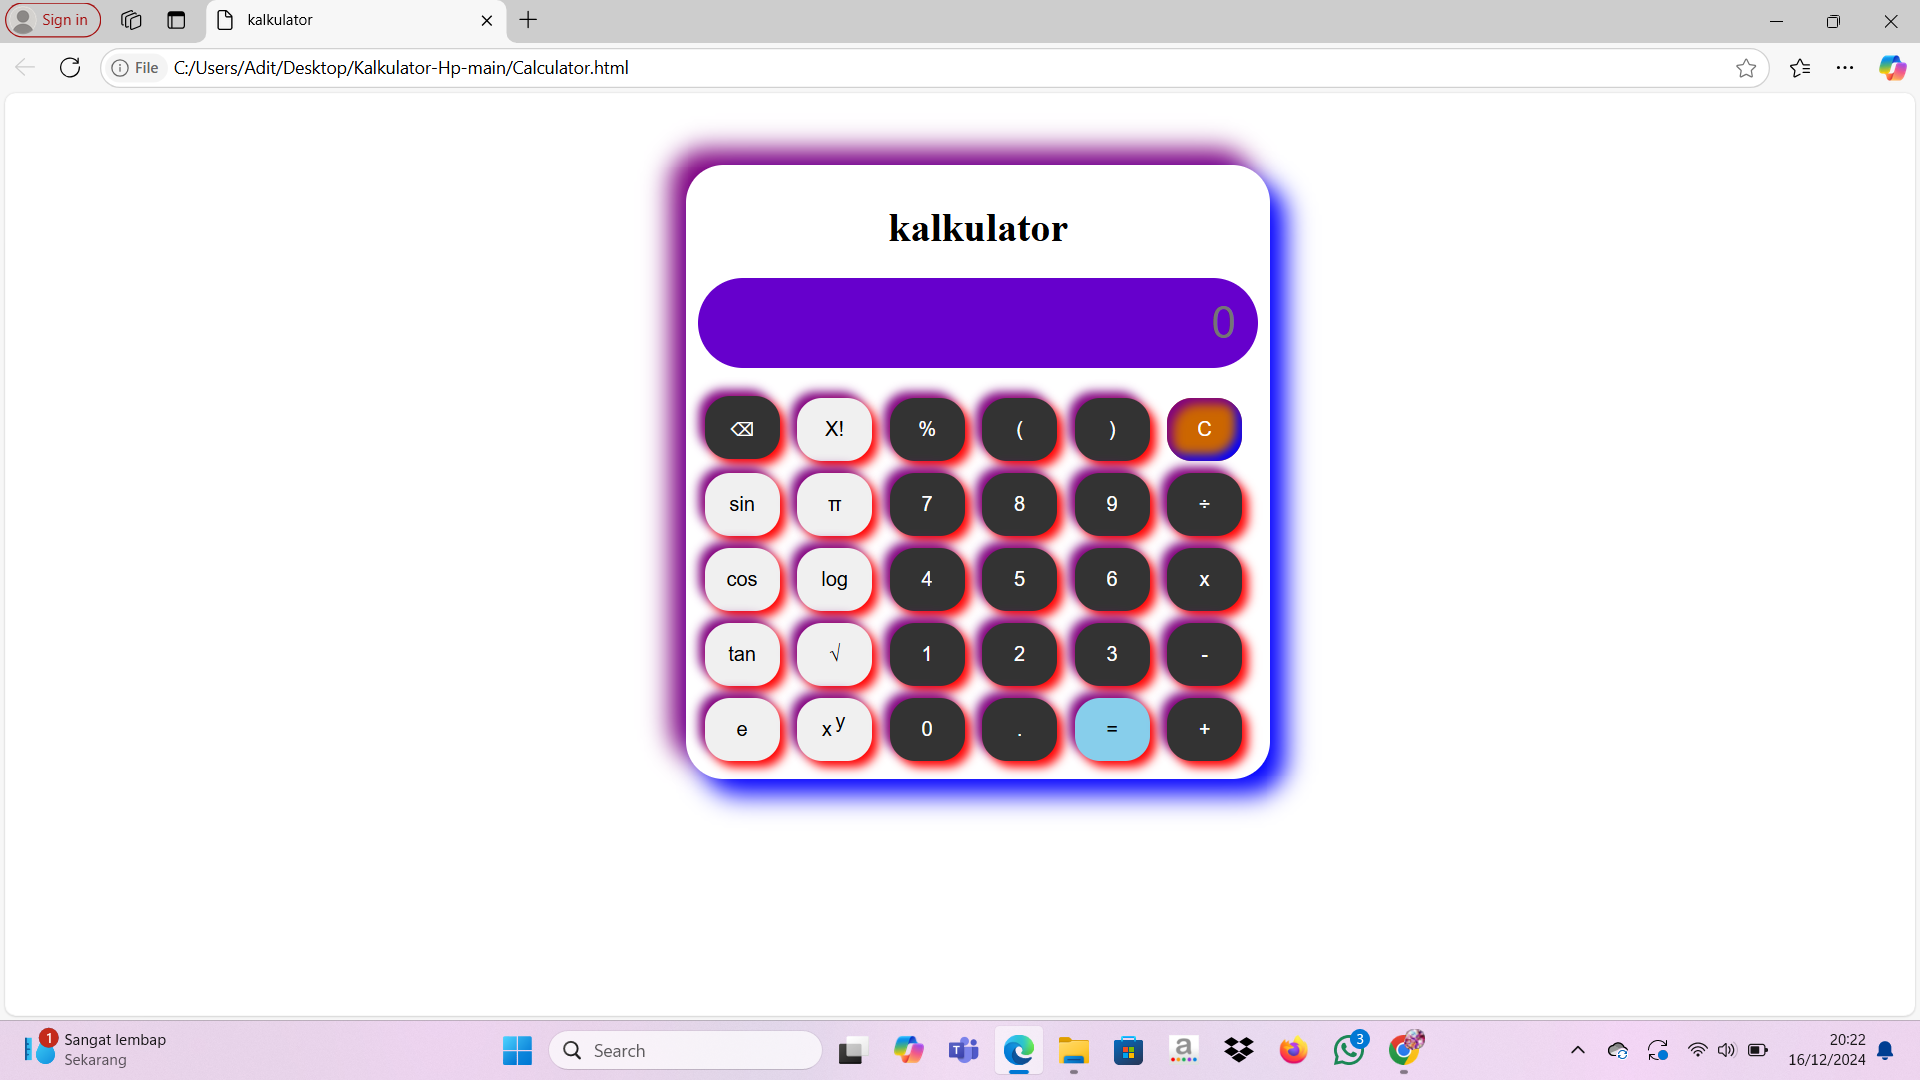 Sign in
kalkulator
File
C:/Users/Adit/Desktop/Kalkulator-Hp-main/Calculator.html
kalkulator
0
⌫ X! % ( ) C
sin π 7 8 9 ÷
cos log 4 5 6 x
tan √ 1 2 3 -
e x y 0 . = +
1
Sangat lembap
Sekarang
Search
3
20:22
16/12/2024